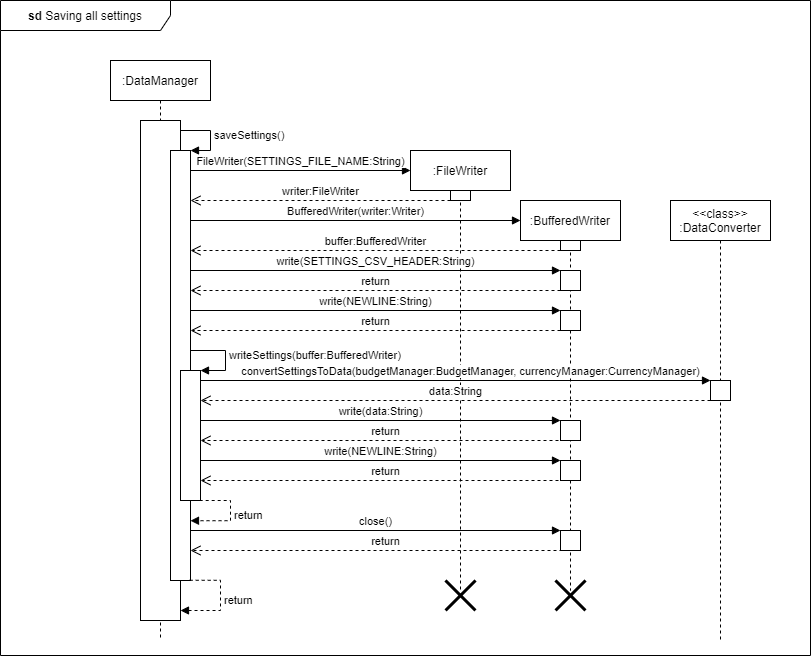 sd Saving all settings
:DataManager
saveSettings()
FileWriter(SETTINGS_FILE_NAME:String)
:FileWriter
writer:FileWriter
BufferedWriter(writer:Writer)
:BufferedWriter
<<class>>
:DataConverter
buffer:BufferedWriter
write(SETTINGS_CSV_HEADER:String)
return
write(NEWLINE:String)
return
writeSettings(buffer:BufferedWriter)
convertSettingsToData(budgetManager:BudgetManager, currencyManager:CurrencyManager)
data:String
write(data:String)
return
write(NEWLINE:String)
return
return
close()
return
return